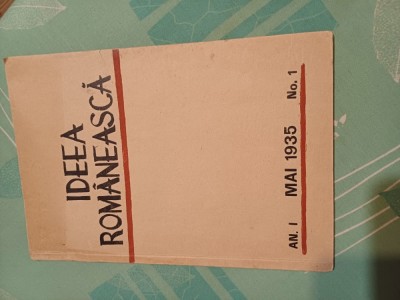 IDEEA
ROMÂNEASCĂ
AN. I MAI 1935 No. 1